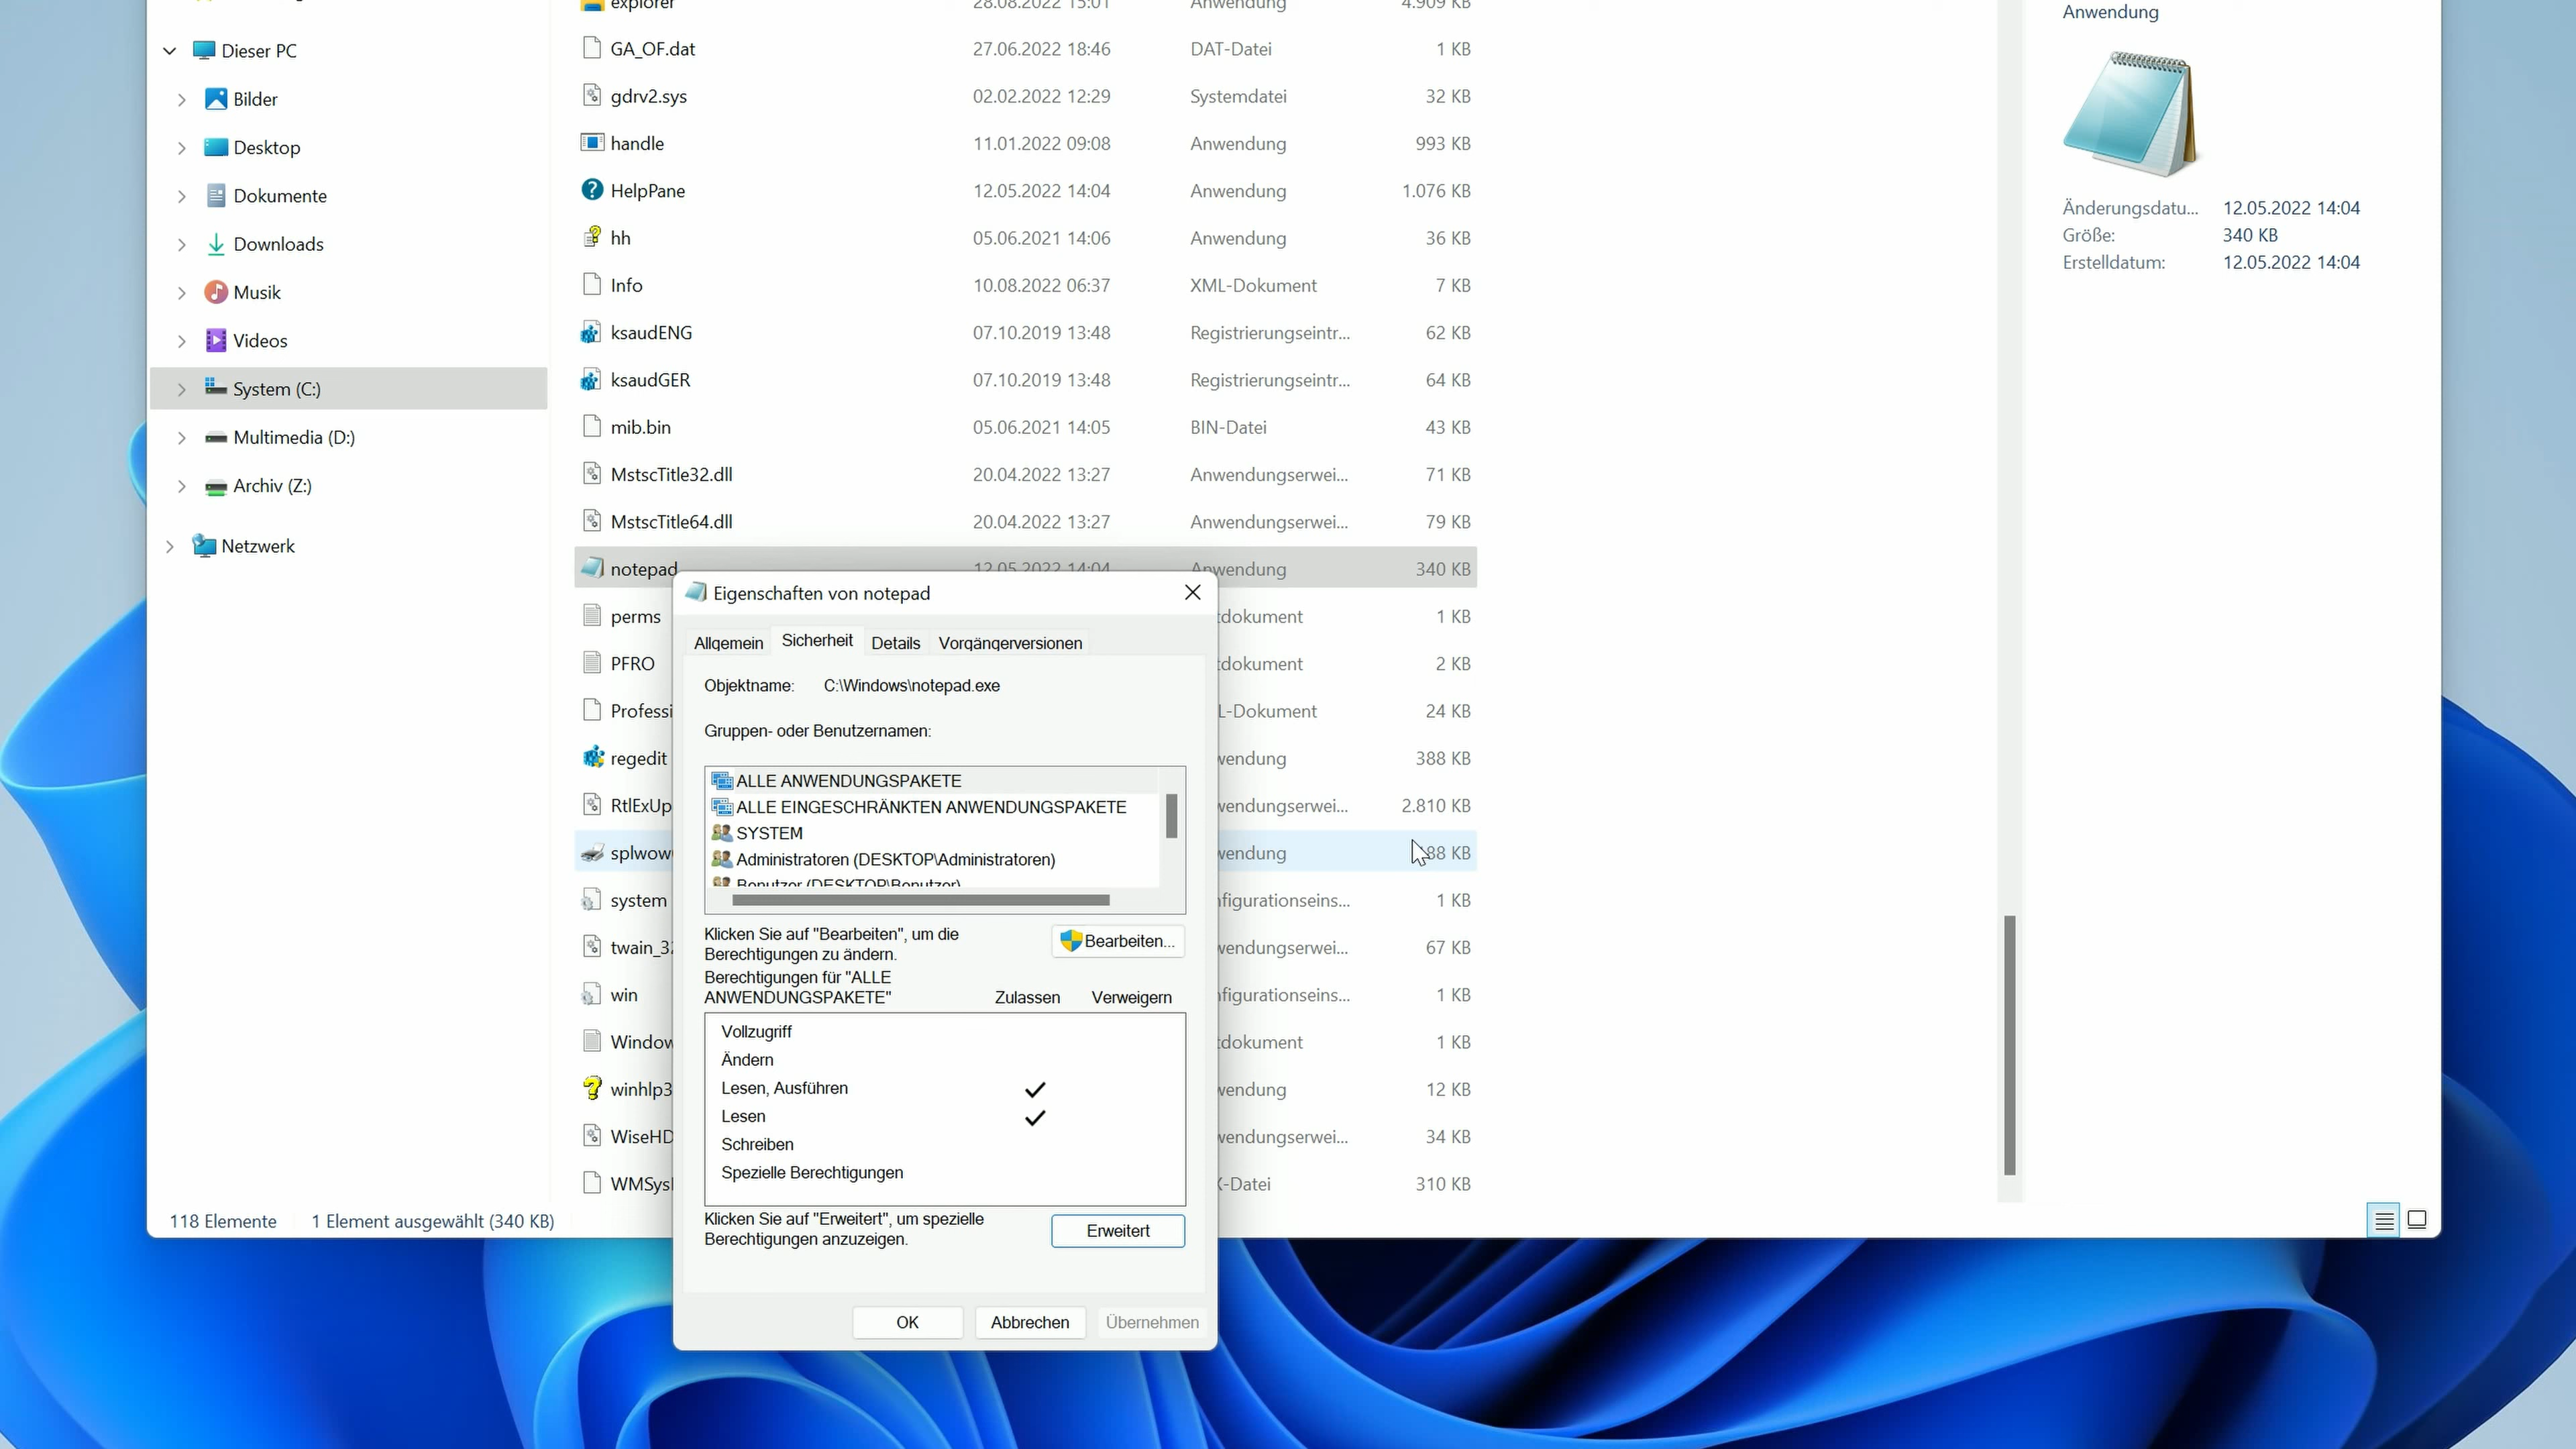 explorer 28.08.2022 15:01 Anwendung 4.909 KB
Anwendung
Dieser PC
GA_OF.dat 27.06.2022 18:46 DAT-Datei 1 KB
Bilder
gdrv2.sys 02.02.2022 12:29 Systemdatei 32 KB
Desktop
handle 11.01.2022 09:08 Anwendung 993 KB
Dokumente
HelpPane 12.05.2022 14:04 Anwendung 1.076 KB
Änderungsdatu... 12.05.2022 14:04
Größe: 340 KB
Erstelldatum: 12.05.2022 14:04
Downloads
hh 05.06.2021 14:06 Anwendung 36 KB
Musik
Info 10.08.2022 06:37 XML-Dokument 7 KB
Videos
ksaudENG 07.10.2019 13:48 Registrierungseintr... 62 KB
System (C:)
ksaudGER 07.10.2019 13:48 Registrierungseintr... 64 KB
Multimedia (D:)
mib.bin 05.06.2021 14:05 BIN-Datei 43 KB
Archiv (Z:)
MstscTitle32.dll 20.04.2022 13:27 Anwendungserwei... 71 KB
Netzwerk
MstscTitle64.dll 20.04.2022 13:27 Anwendungserwei... 79 KB
notepad 12.05.2022 14:04 Anwendung 340 KB
perms
tdokument 1 KB
PFRO
tdokument 2 KB
Professi
L-Dokument 24 KB
regedit
wendung 388 KB
RtlExUp
wendungserwei... 2.810 KB
splwow
wendung 88 KB
system
nfigurationseins... 1 KB
twain_32
wendungserwei... 67 KB
win
nfigurationseins... 1 KB
Window
tdokument 1 KB
winhlp3
wendung 12 KB
WiseHD
wendungserwei... 34 KB
WMSysP
X-Datei 310 KB
118 Elemente 1 Element ausgewählt (340 KB)
Eigenschaften von notepad
Allgemein Sicherheit Details Vorgängerversionen
Objektname: C:\Windows\notepad.exe
Gruppen- oder Benutzernamen:
ALLE ANWENDUNGSPAKETE
ALLE EINGESCHRÄNKTEN ANWENDUNGSPAKETE
SYSTEM
Administratoren (DESKTOP\Administratoren)
Benutzer (DESKTOP\Benutzer)
Klicken Sie auf "Bearbeiten", um die
Berechtigungen zu ändern.
Bearbeiten...
Berechtigungen für "ALLE
ANWENDUNGSPAKETE" Zulassen Verweigern
Vollzugriff
Ändern
Lesen, Ausführen
Lesen
Schreiben
Spezielle Berechtigungen
Klicken Sie auf "Erweitert", um spezielle
Berechtigungen anzuzeigen.
Erweitert
OK Abbrechen Übernehmen